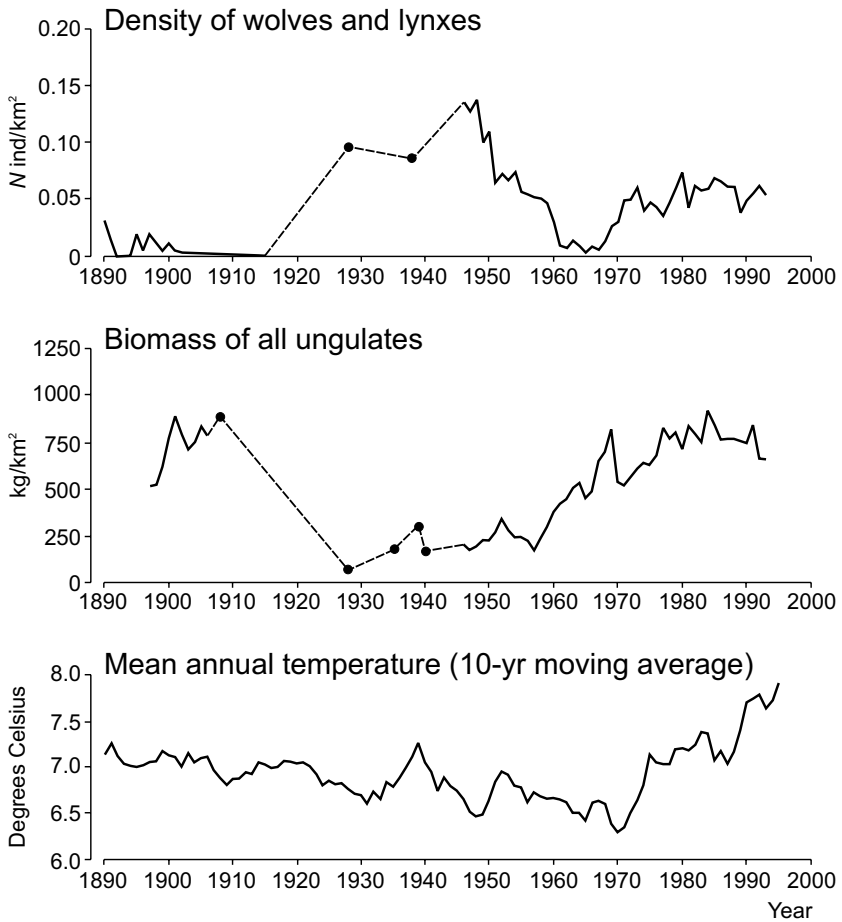 Density of wolves and lynxes
N ind/km²
0.20
0.15
0.10
0.05
0
1890 1900 1910 1920 1930 1940 1950 1960 1970 1980 1990 2000
Biomass of all ungulates
kg/km²
1250
1000
750
500
250
0
1890 1900 1910 1920 1930 1940 1950 1960 1970 1980 1990 2000
Mean annual temperature (10-yr moving average)
Degrees Celsius
8.0
7.5
7.0
6.5
6.0
1890 1900 1910 1920 1930 1940 1950 1960 1970 1980 1990 2000
Year